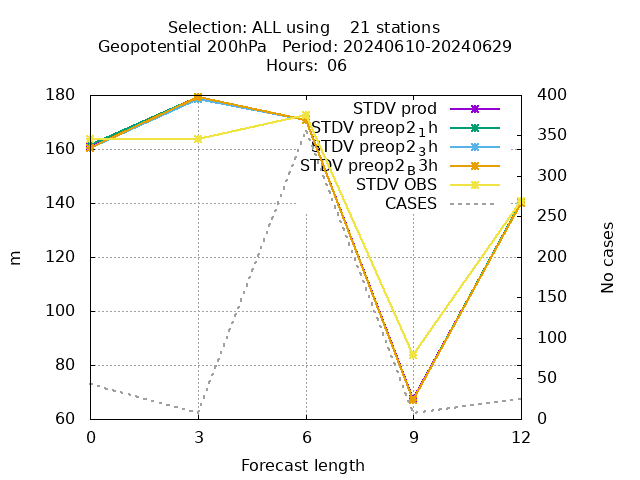 Selection: ALL using    21 stations
Geopotential 200hPa   Period: 20240610-20240629
Hours:  06
180 400
STDV prod
STDV preop2₁h 350
160 STDV preop2₃h
STDV preop2_B3h 300
STDV OBS
140 CASES 250
m
120 200
No cases
150
100
100
80
50
60 0
0 3 6 9 12
Forecast length